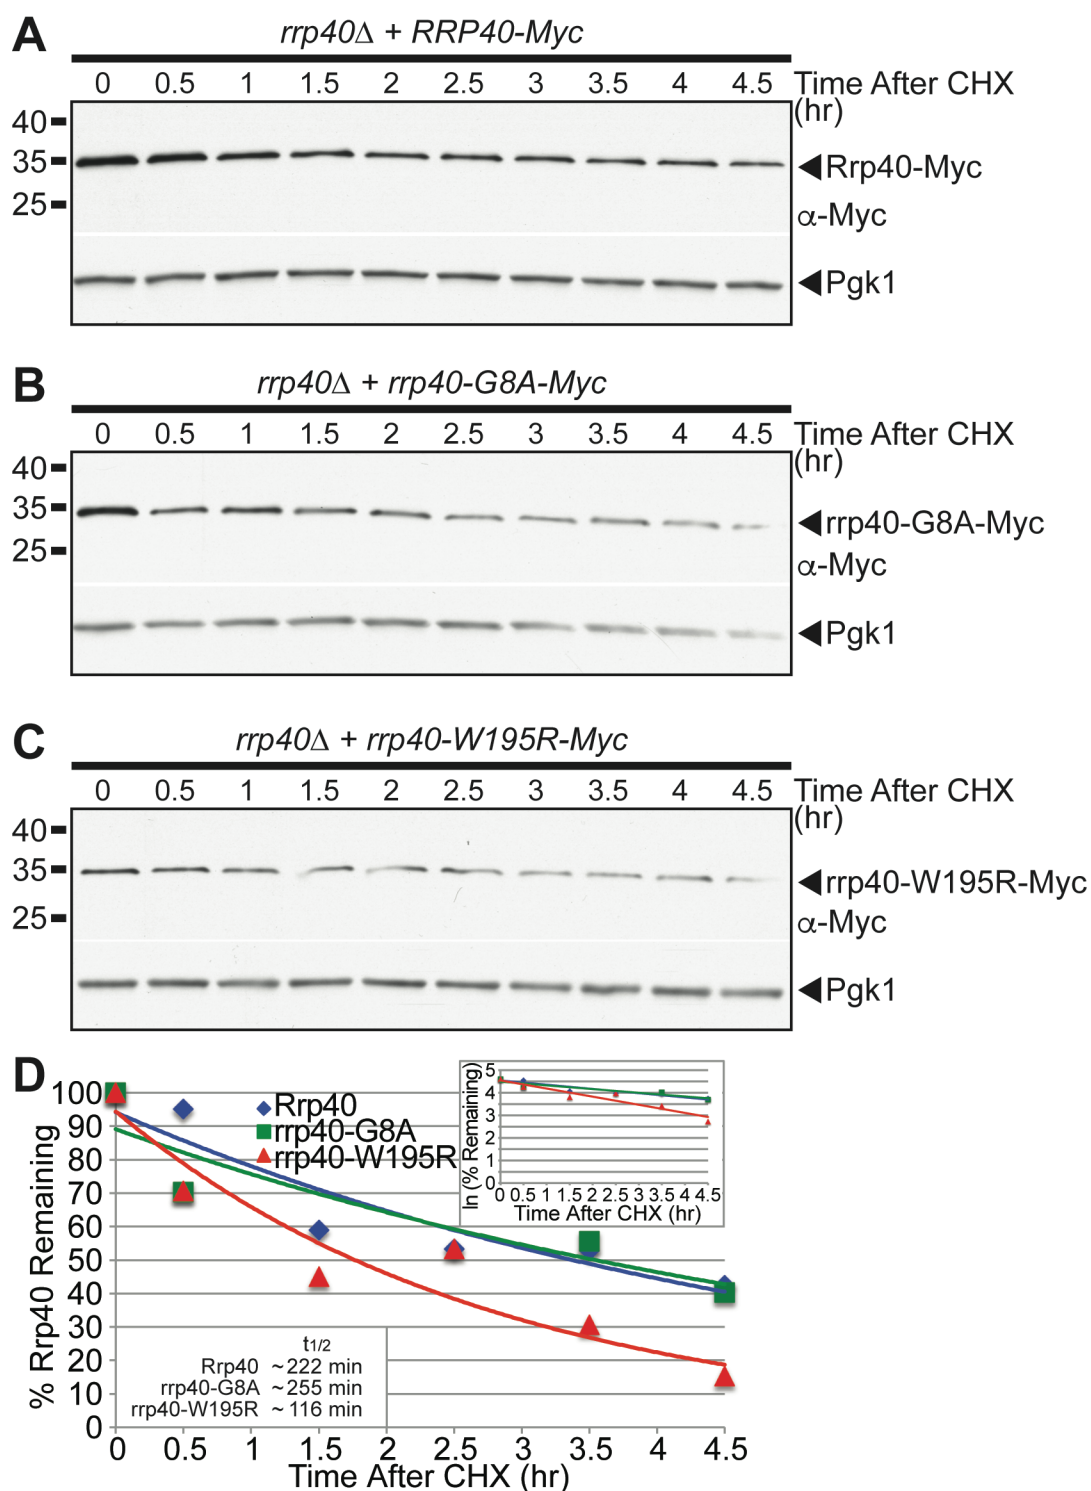 A
rrp40Δ + RRP40-Myc
0 0.5 1 1.5 2 2.5 3 3.5 4 4.5 Time After CHX (hr)
40
35
25
Rrp40-Myc
α-Myc
Pgk1
B
rrp40Δ + rrp40-G8A-Myc
0 0.5 1 1.5 2 2.5 3 3.5 4 4.5 Time After CHX (hr)
40
35
25
rrp40-G8A-Myc
α-Myc
Pgk1
C
rrp40Δ + rrp40-W195R-Myc
0 0.5 1 1.5 2 2.5 3 3.5 4 4.5 Time After CHX (hr)
40
35
25
rrp40-W195R-Myc
α-Myc
Pgk1
D
% Rrp40 Remaining
100
90
80
70
60
50
40
30
20
10
0
Rrp40
rrp40-G8A
rrp40-W195R
ln (% Remaining)
5
4
3
2
1
0
0 0.5 1 1.5 2 2.5 3 3.5 4 4.5
Time After CHX (hr)
t1/2
Rrp40 ~222 min
rrp40-G8A ~255 min
rrp40-W195R ~116 min
0 0.5 1 1.5 2 2.5 3 3.5 4 4.5
Time After CHX (hr)